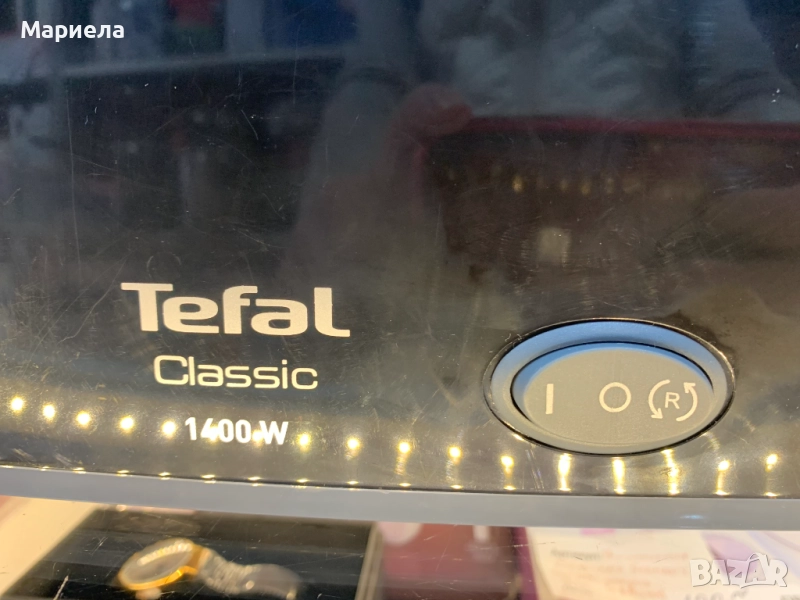 Мариела
Tefal
Classic
1400 W
I O R
BAZAR